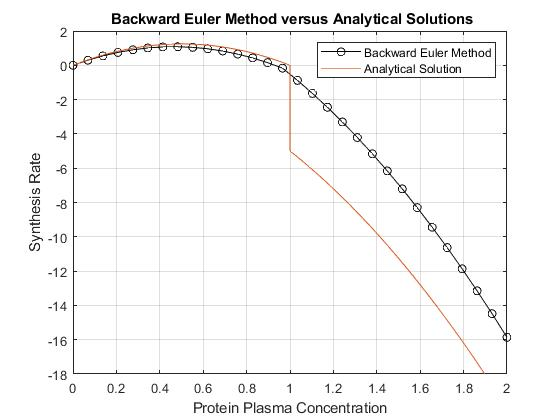 Backward Euler Method versus Analytical Solutions
Backward Euler Method
Analytical Solution
2
0
-2
-4
-6
-8
-10
-12
-14
-16
-18
Synthesis Rate
0 0.2 0.4 0.6 0.8 1 1.2 1.4 1.6 1.8 2
Protein Plasma Concentration